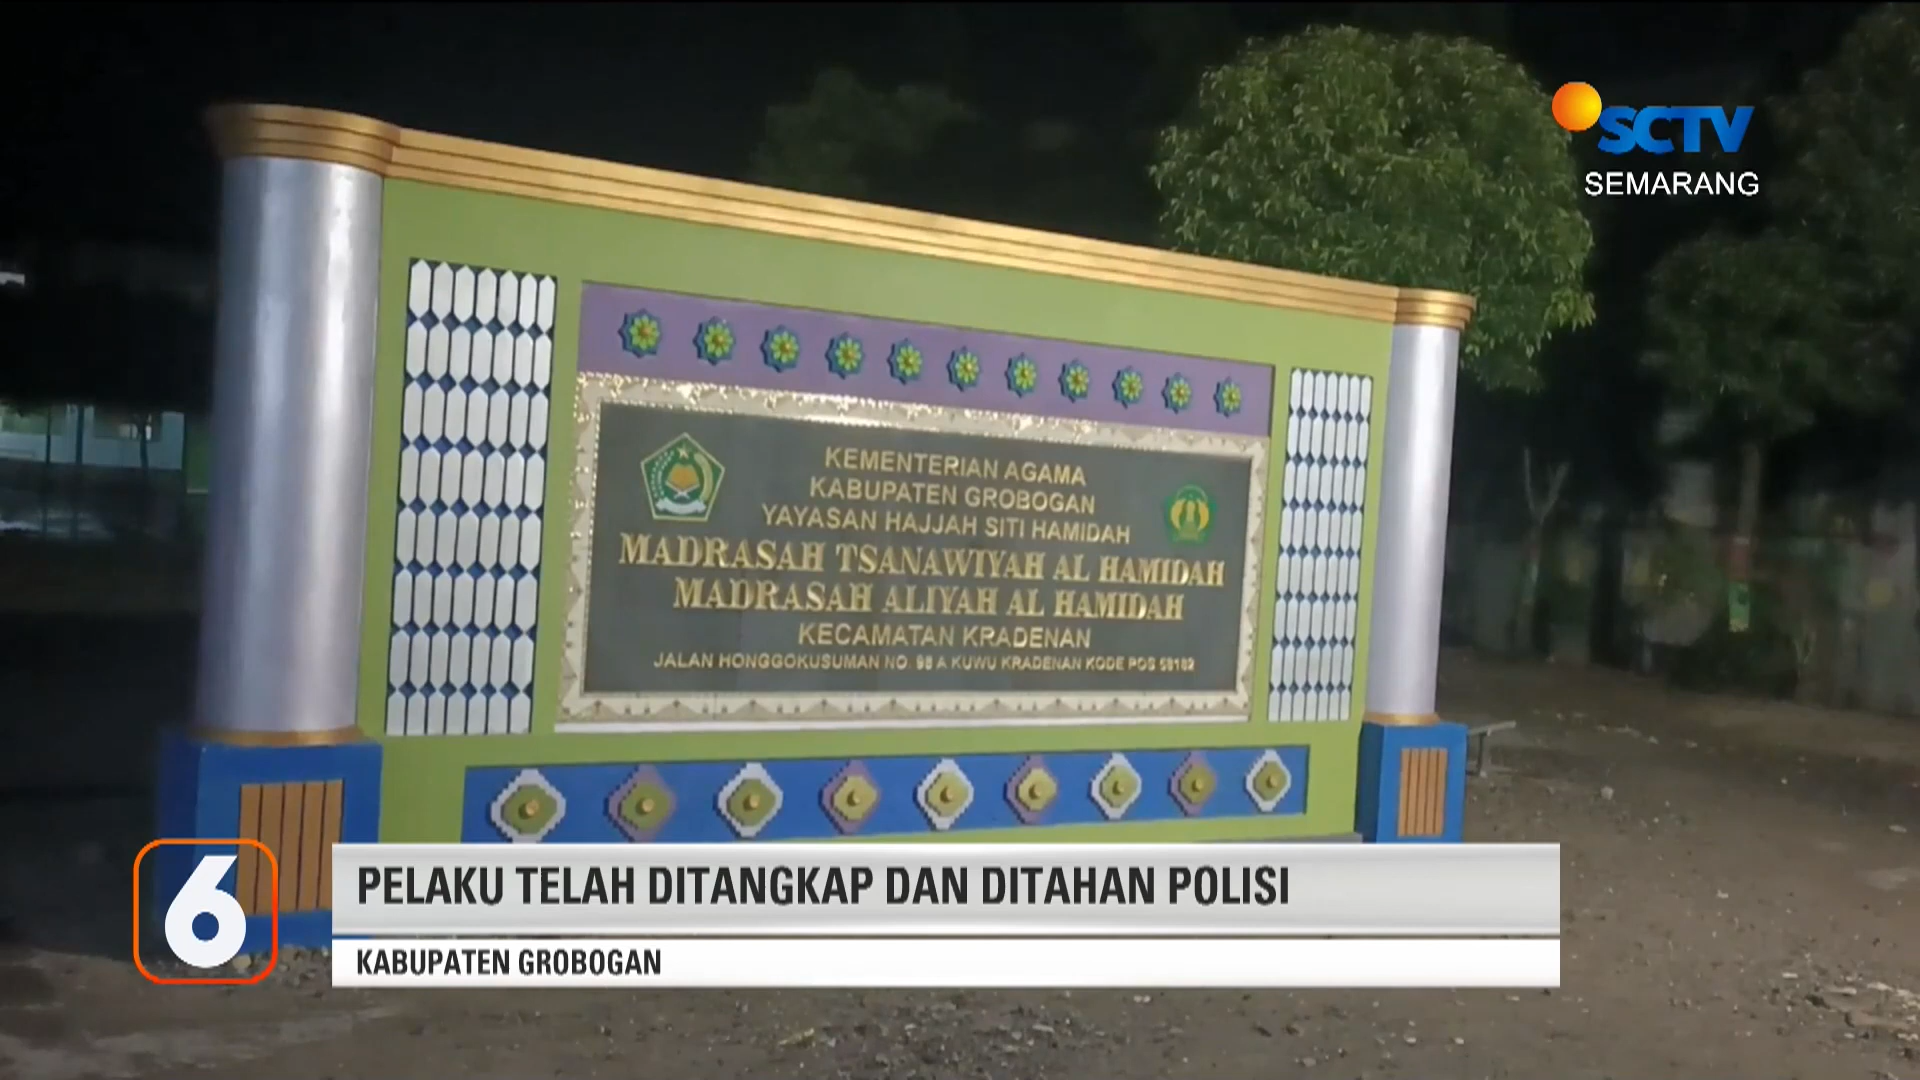 SCTV
SEMARANG
KEMENTERIAN AGAMA
KABUPATEN GROBOGAN
YAYASAN HAJJAH SITI HAMIDAH
MADRASAH TSANAWIYAH AL HAMIDAH
MADRASAH ALIYAH AL HAMIDAH
KECAMATAN KRADENAN
JALAN HONGGOKUSUMAN NO. 98 A KUWU KRADENAN KODE POS 58182
6
PELAKU TELAH DITANGKAP DAN DITAHAN POLISI
KABUPATEN GROBOGAN